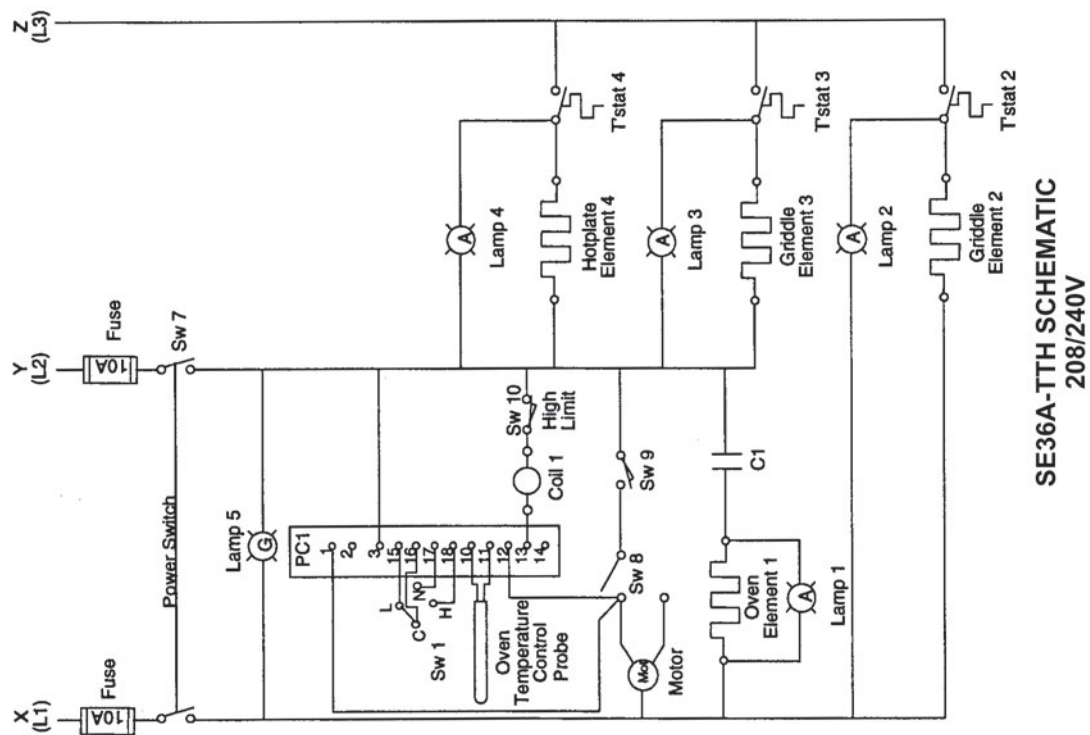 X
(L1)
Y
(L2)
Z
(L3)
Fuse
10A
Fuse
10A
Power Switch
Sw 7
Lamp 5
G
PC1
1
2
3
15
16
17
18
10
11
12
13
14
L
C
N
H
Sw 1
Oven
Temperature
Control
Probe
Coil 1
Sw 10
High
Limit
Sw 8
Sw 9
Mot
Motor
Oven
Element 1
A
Lamp 1
C1
A
Lamp 4
Hotplate
Element 4
T'stat 4
A
Lamp 3
Griddle
Element 3
T'stat 3
A
Lamp 2
Griddle
Element 2
T'stat 2
SE36A-TTH SCHEMATIC
208/240V